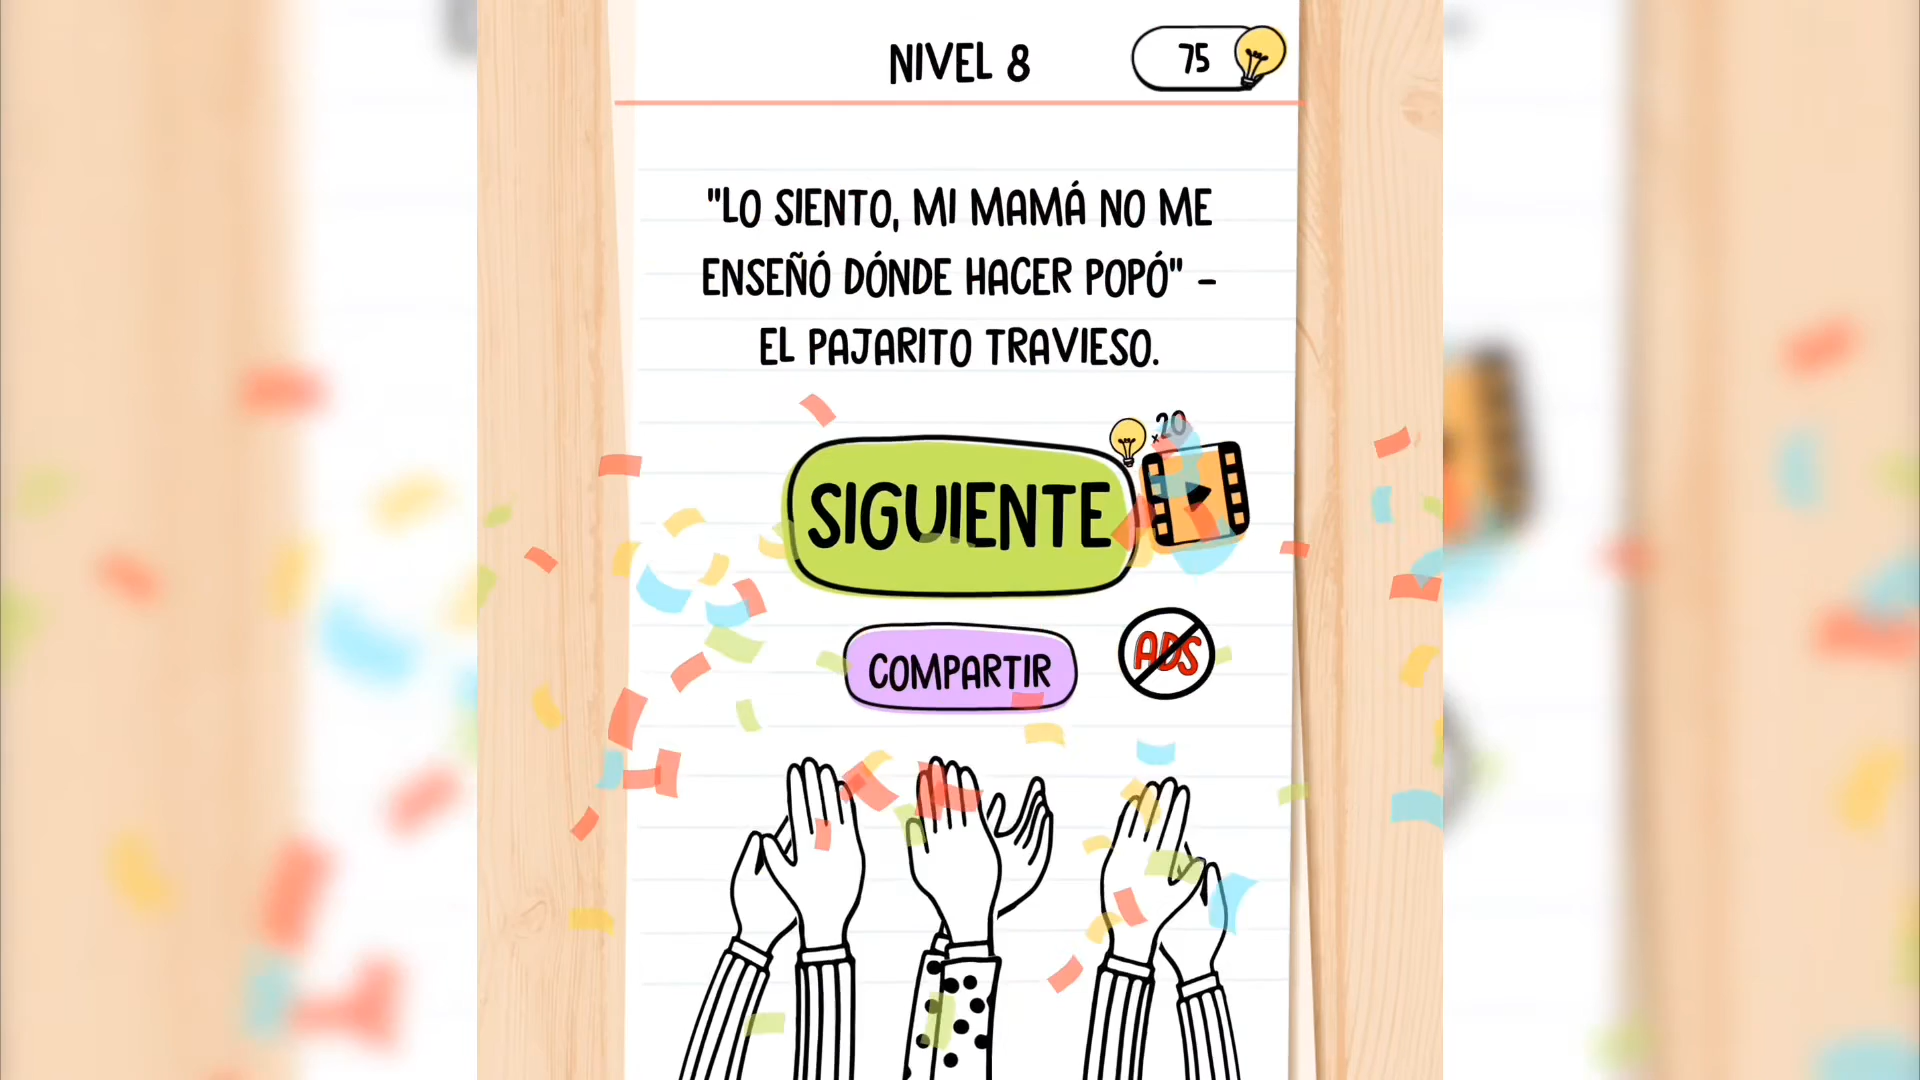 NIVEL 8
75
"LO SIENTO, MI MAMÁ NO ME
ENSEÑÓ DÓNDE HACER POPÓ" –
EL PAJARITO TRAVIESO.
x20
SIGUIENTE
COMPARTIR
ADS